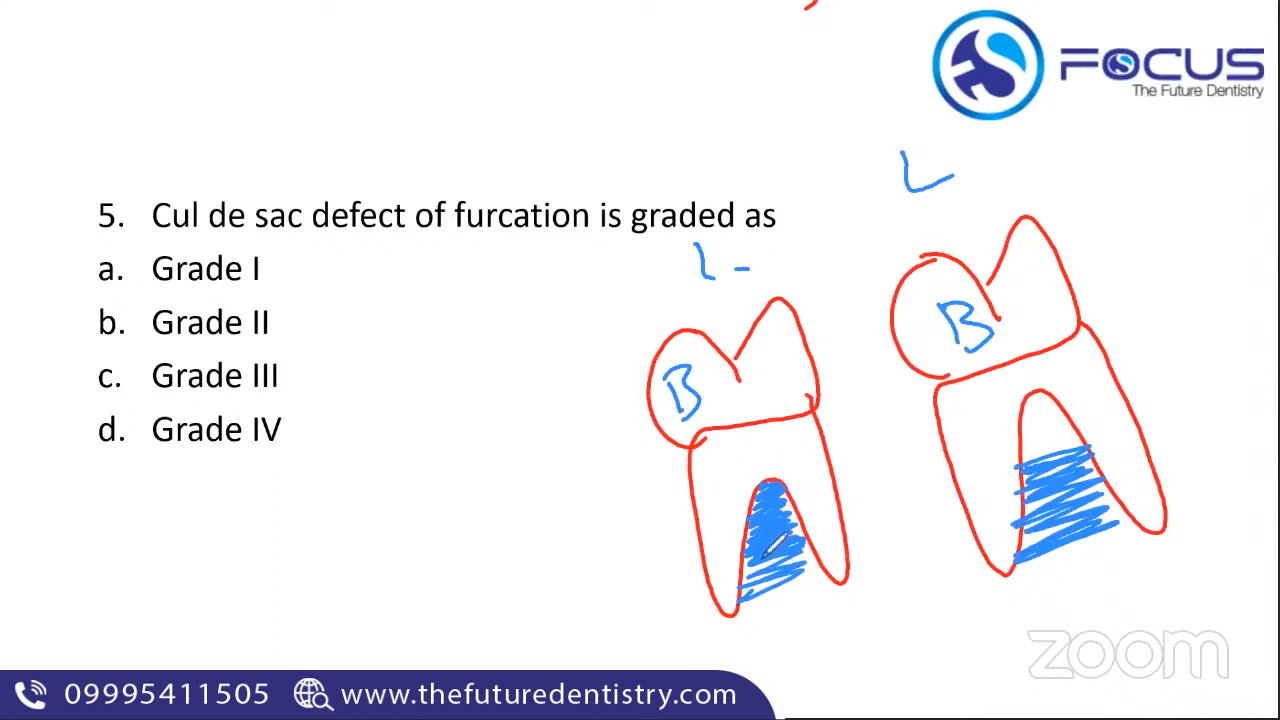 FOCUS
The Future Dentistry
L
5. Cul de sac defect of furcation is graded as
a. Grade I
L -
b. Grade II
B
B
c. Grade III
d. Grade IV
zoom
09995411505 www.thefuturedentistry.com